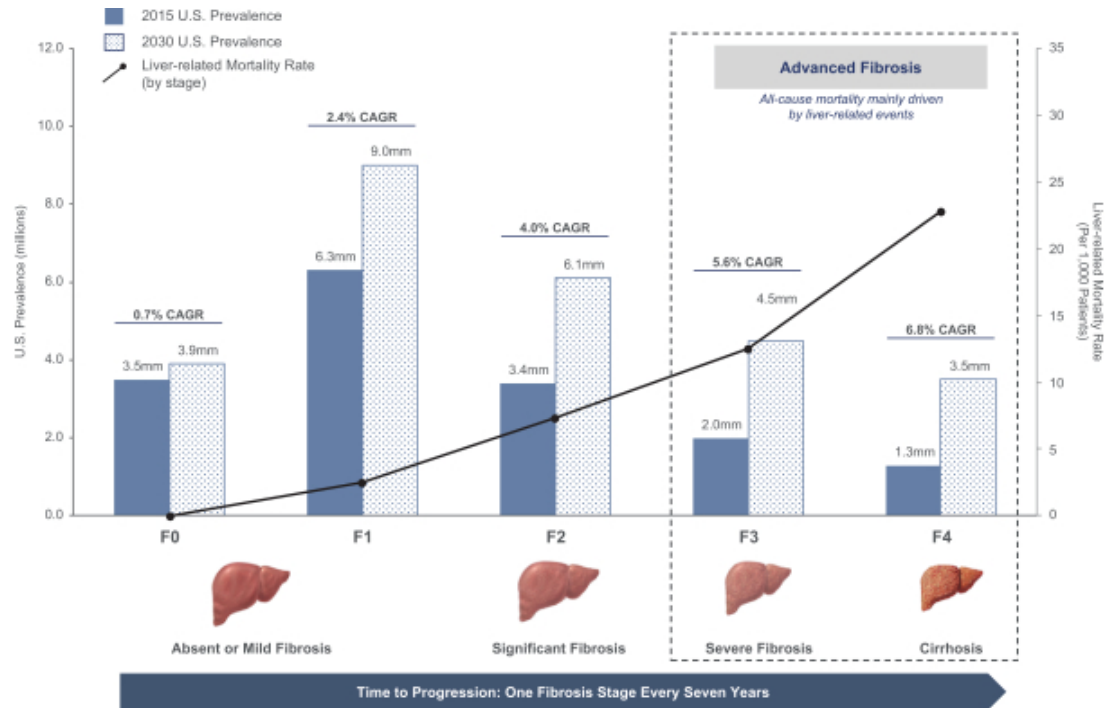 2015 U.S. Prevalence
2030 U.S. Prevalence
Liver-related Mortality Rate
(by stage)
U.S. Prevalence (millions)
12.0
10.0
8.0
6.0
4.0
2.0
0.0
0.7% CAGR
3.5mm
3.9mm
2.4% CAGR
6.3mm
9.0mm
4.0% CAGR
3.4mm
6.1mm
Advanced Fibrosis
All-cause mortality mainly driven
by liver-related events
5.6% CAGR
2.0mm
4.5mm
6.8% CAGR
1.3mm
3.5mm
35
30
25
20
15
10
5
0
Liver-related Mortality Rate
(Per 1,000 Patients)
F0
F1
F2
F3
F4
Absent or Mild Fibrosis
Significant Fibrosis
Severe Fibrosis
Cirrhosis
Time to Progression: One Fibrosis Stage Every Seven Years